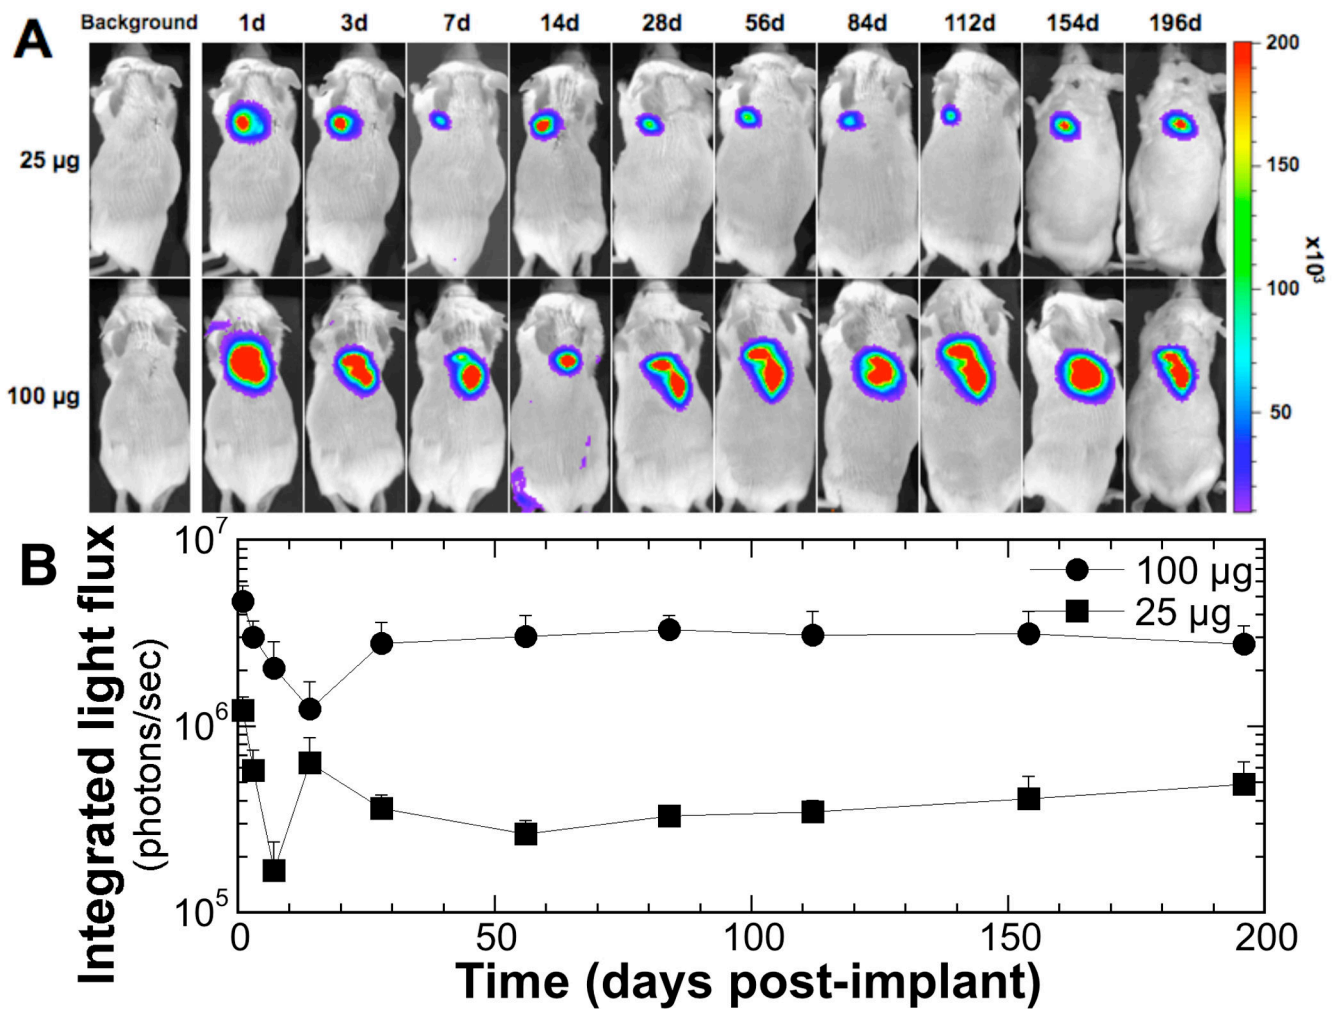 A
Background 1d 3d 7d 14d 28d 56d 84d 112d 154d 196d
25 µg
100 µg
200
150
100
50
x10³
B
Integrated light flux
(photons/sec)
10⁷
10⁶
10⁵
100 µg
25 µg
0 50 100 150 200
Time (days post-implant)